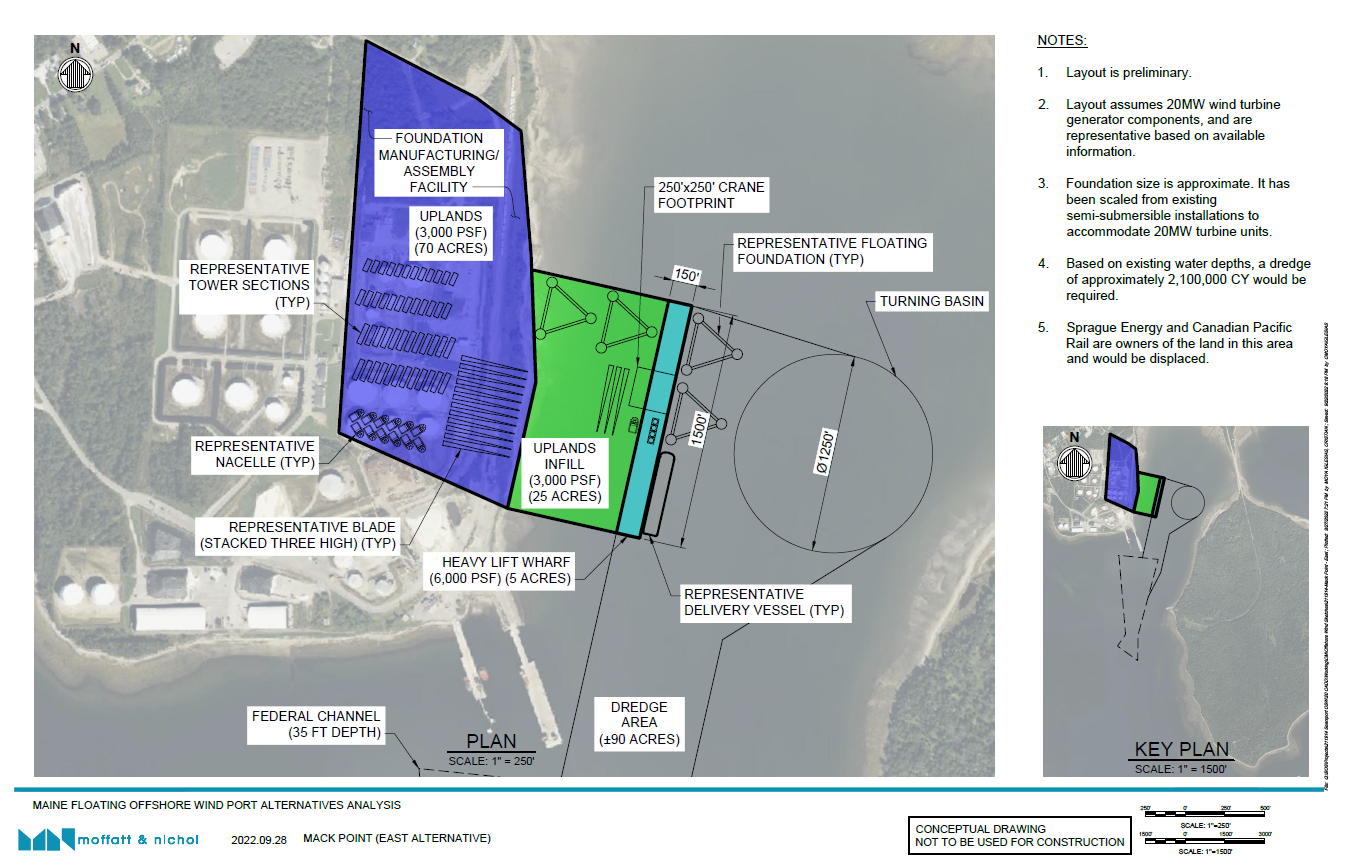 N
FOUNDATION
MANUFACTURING/
ASSEMBLY
FACILITY
UPLANDS
(3,000 PSF)
(70 ACRES)
250'x250' CRANE
FOOTPRINT
REPRESENTATIVE FLOATING
FOUNDATION (TYP)
REPRESENTATIVE
TOWER SECTIONS
(TYP)
150'
TURNING BASIN
1500'
Ø1250'
REPRESENTATIVE
NACELLE (TYP)
UPLANDS
INFILL
(3,000 PSF)
(25 ACRES)
REPRESENTATIVE BLADE
(STACKED THREE HIGH) (TYP)
HEAVY LIFT WHARF
(6,000 PSF) (5 ACRES)
REPRESENTATIVE
DELIVERY VESSEL (TYP)
FEDERAL CHANNEL
(35 FT DEPTH)
DREDGE
AREA
(±90 ACRES)
PLAN
SCALE: 1" = 250'
NOTES:
1. Layout is preliminary.
2. Layout assumes 20MW wind turbine
generator components, and are
representative based on available
information.
3. Foundation size is approximate. It has
been scaled from existing
semi-submersible installations to
accommodate 20MW turbine units.
4. Based on existing water depths, a dredge
of approximately 2,100,000 CY would be
required.
5. Sprague Energy and Canadian Pacific
Rail are owners of the land in this area
and would be displaced.
N
KEY PLAN
SCALE: 1" = 1500'
MAINE FLOATING OFFSHORE WIND PORT ALTERNATIVES ANALYSIS
moffatt & nichol
2022.09.28
MACK POINT (EAST ALTERNATIVE)
CONCEPTUAL DRAWING
NOT TO BE USED FOR CONSTRUCTION
250' 0' 250' 500'
SCALE: 1"=250'
1500' 0' 1500' 3000'
SCALE: 1"=1500'